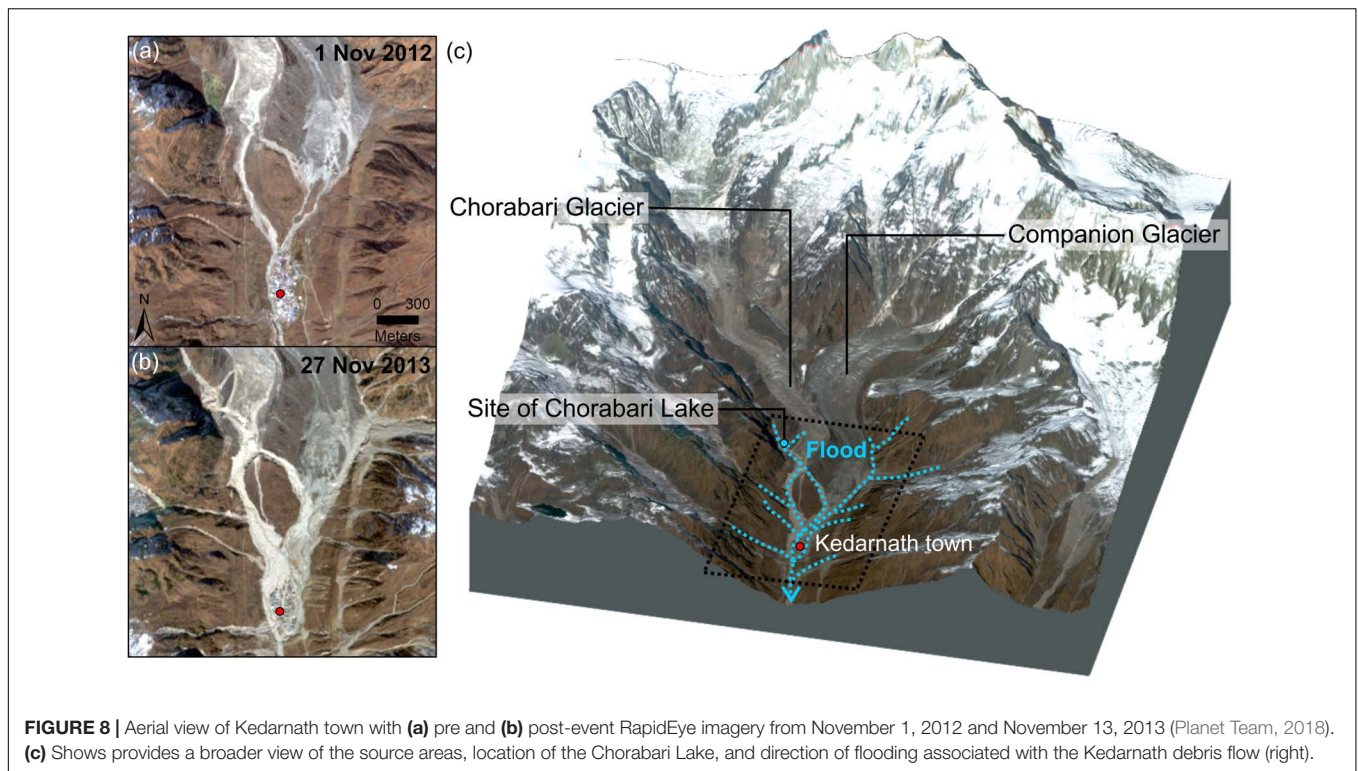 (a)
1 Nov 2012
N
0 300
Meters
(b)
27 Nov 2013
(c)
Chorabari Glacier
Companion Glacier
Site of Chorabari Lake
Flood
Kedarnath town
FIGURE 8 | Aerial view of Kedarnath town with (a) pre and (b) post-event RapidEye imagery from November 1, 2012 and November 13, 2013 (Planet Team, 2018).
(c) Shows provides a broader view of the source areas, location of the Chorabari Lake, and direction of flooding associated with the Kedarnath debris flow (right).